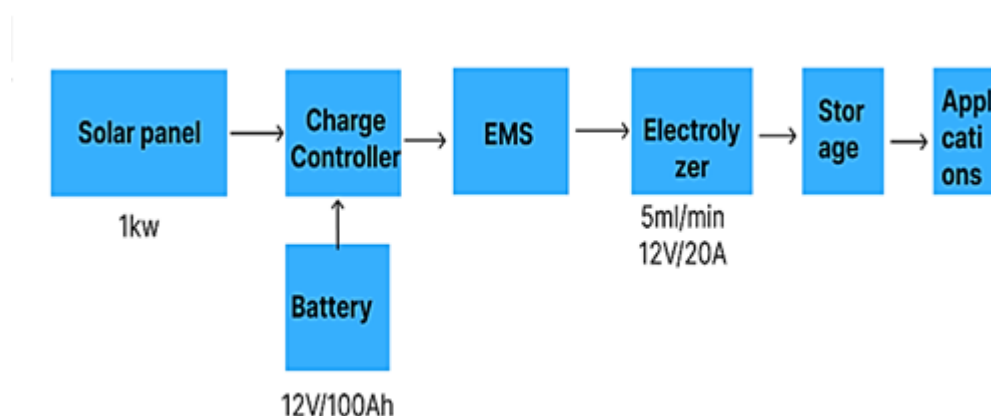 Solar panel
1kw
Charge
Controller
Battery
12V/100Ah
EMS
Electroly
zer
5ml/min
12V/20A
Stor
age
Appl
cati
ons